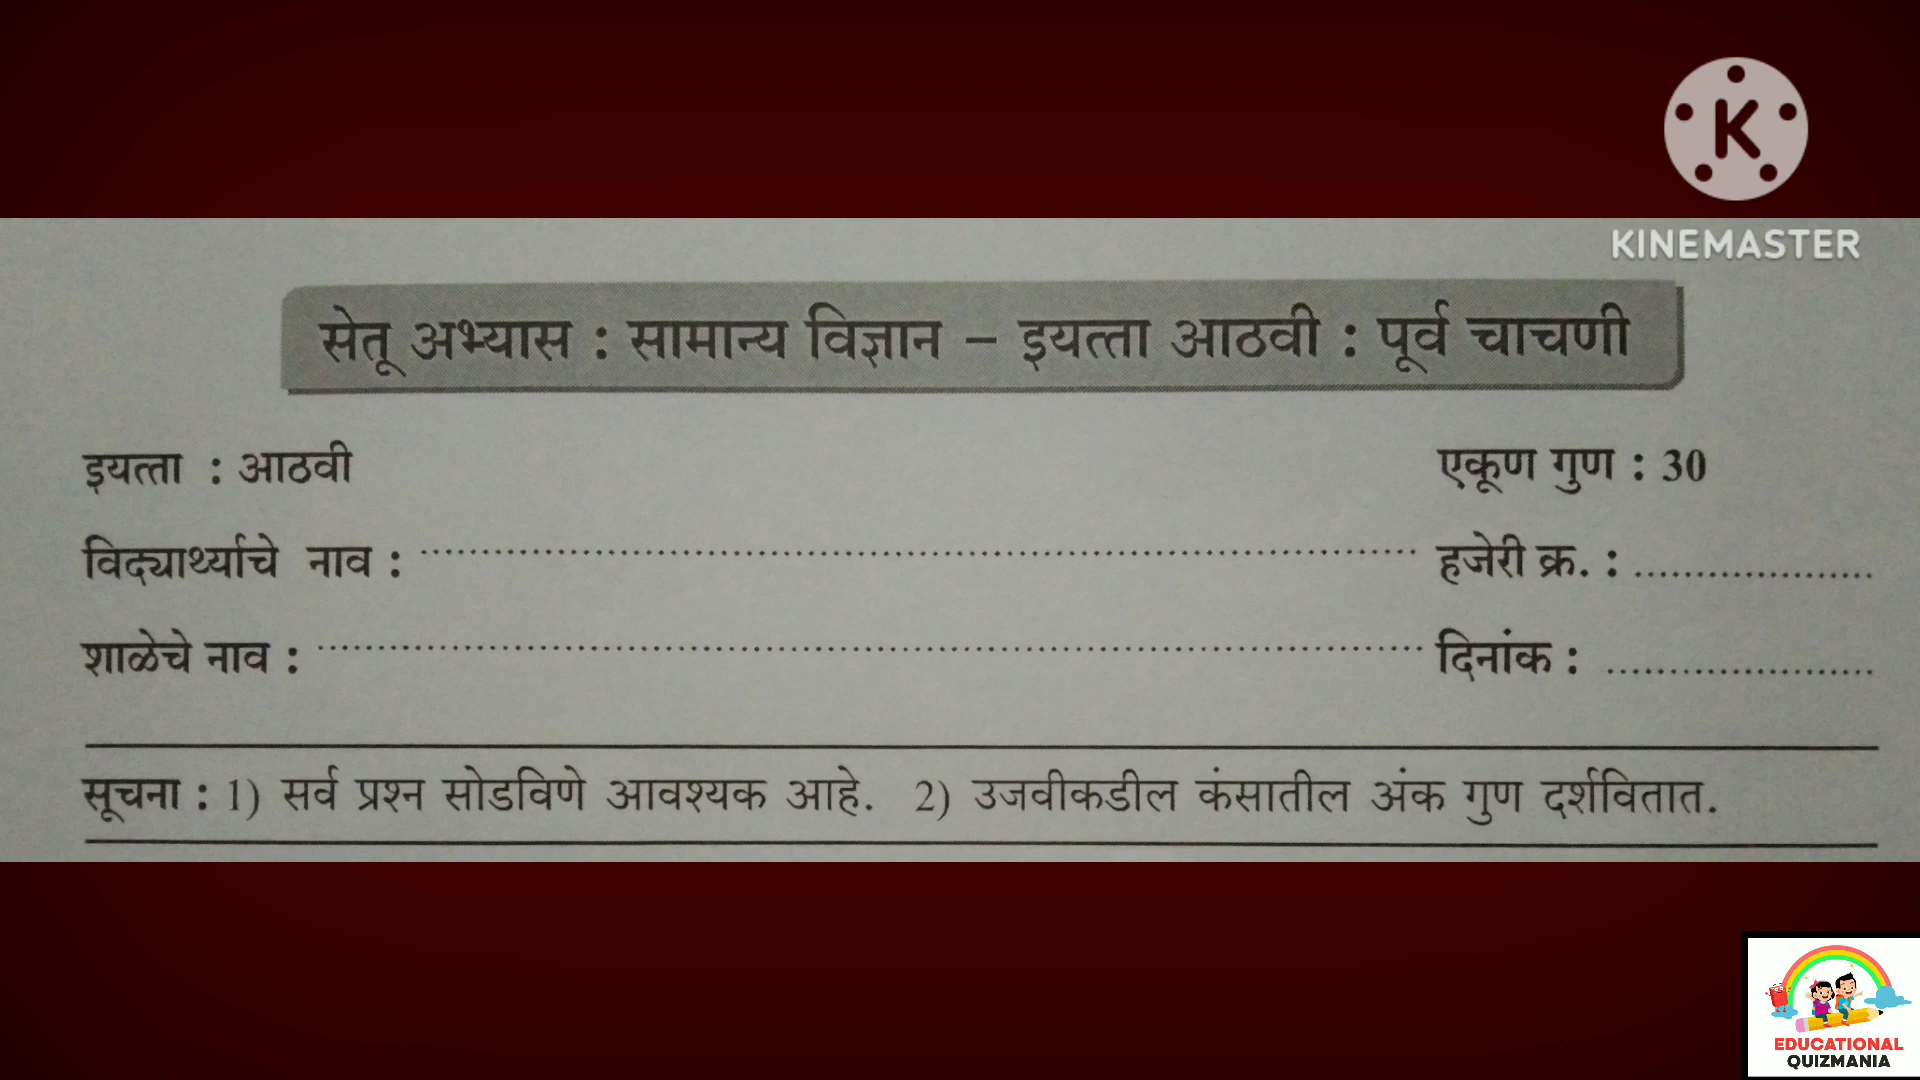 K
KINEMASTER
सेतू अभ्यास : सामान्य विज्ञान – इयत्ता आठवी : पूर्व चाचणी
इयत्ता : आठवी एकूण गुण : 30
विद्यार्थ्याचे नाव : .................... हजेरी क्र. : ....................
शाळेचे नाव : .................... दिनांक : ....................
सूचना : 1) सर्व प्रश्न सोडविणे आवश्यक आहे. 2) उजवीकडील कंसातील अंक गुण दर्शवितात.
EDUCATIONAL
QUIZMANIA